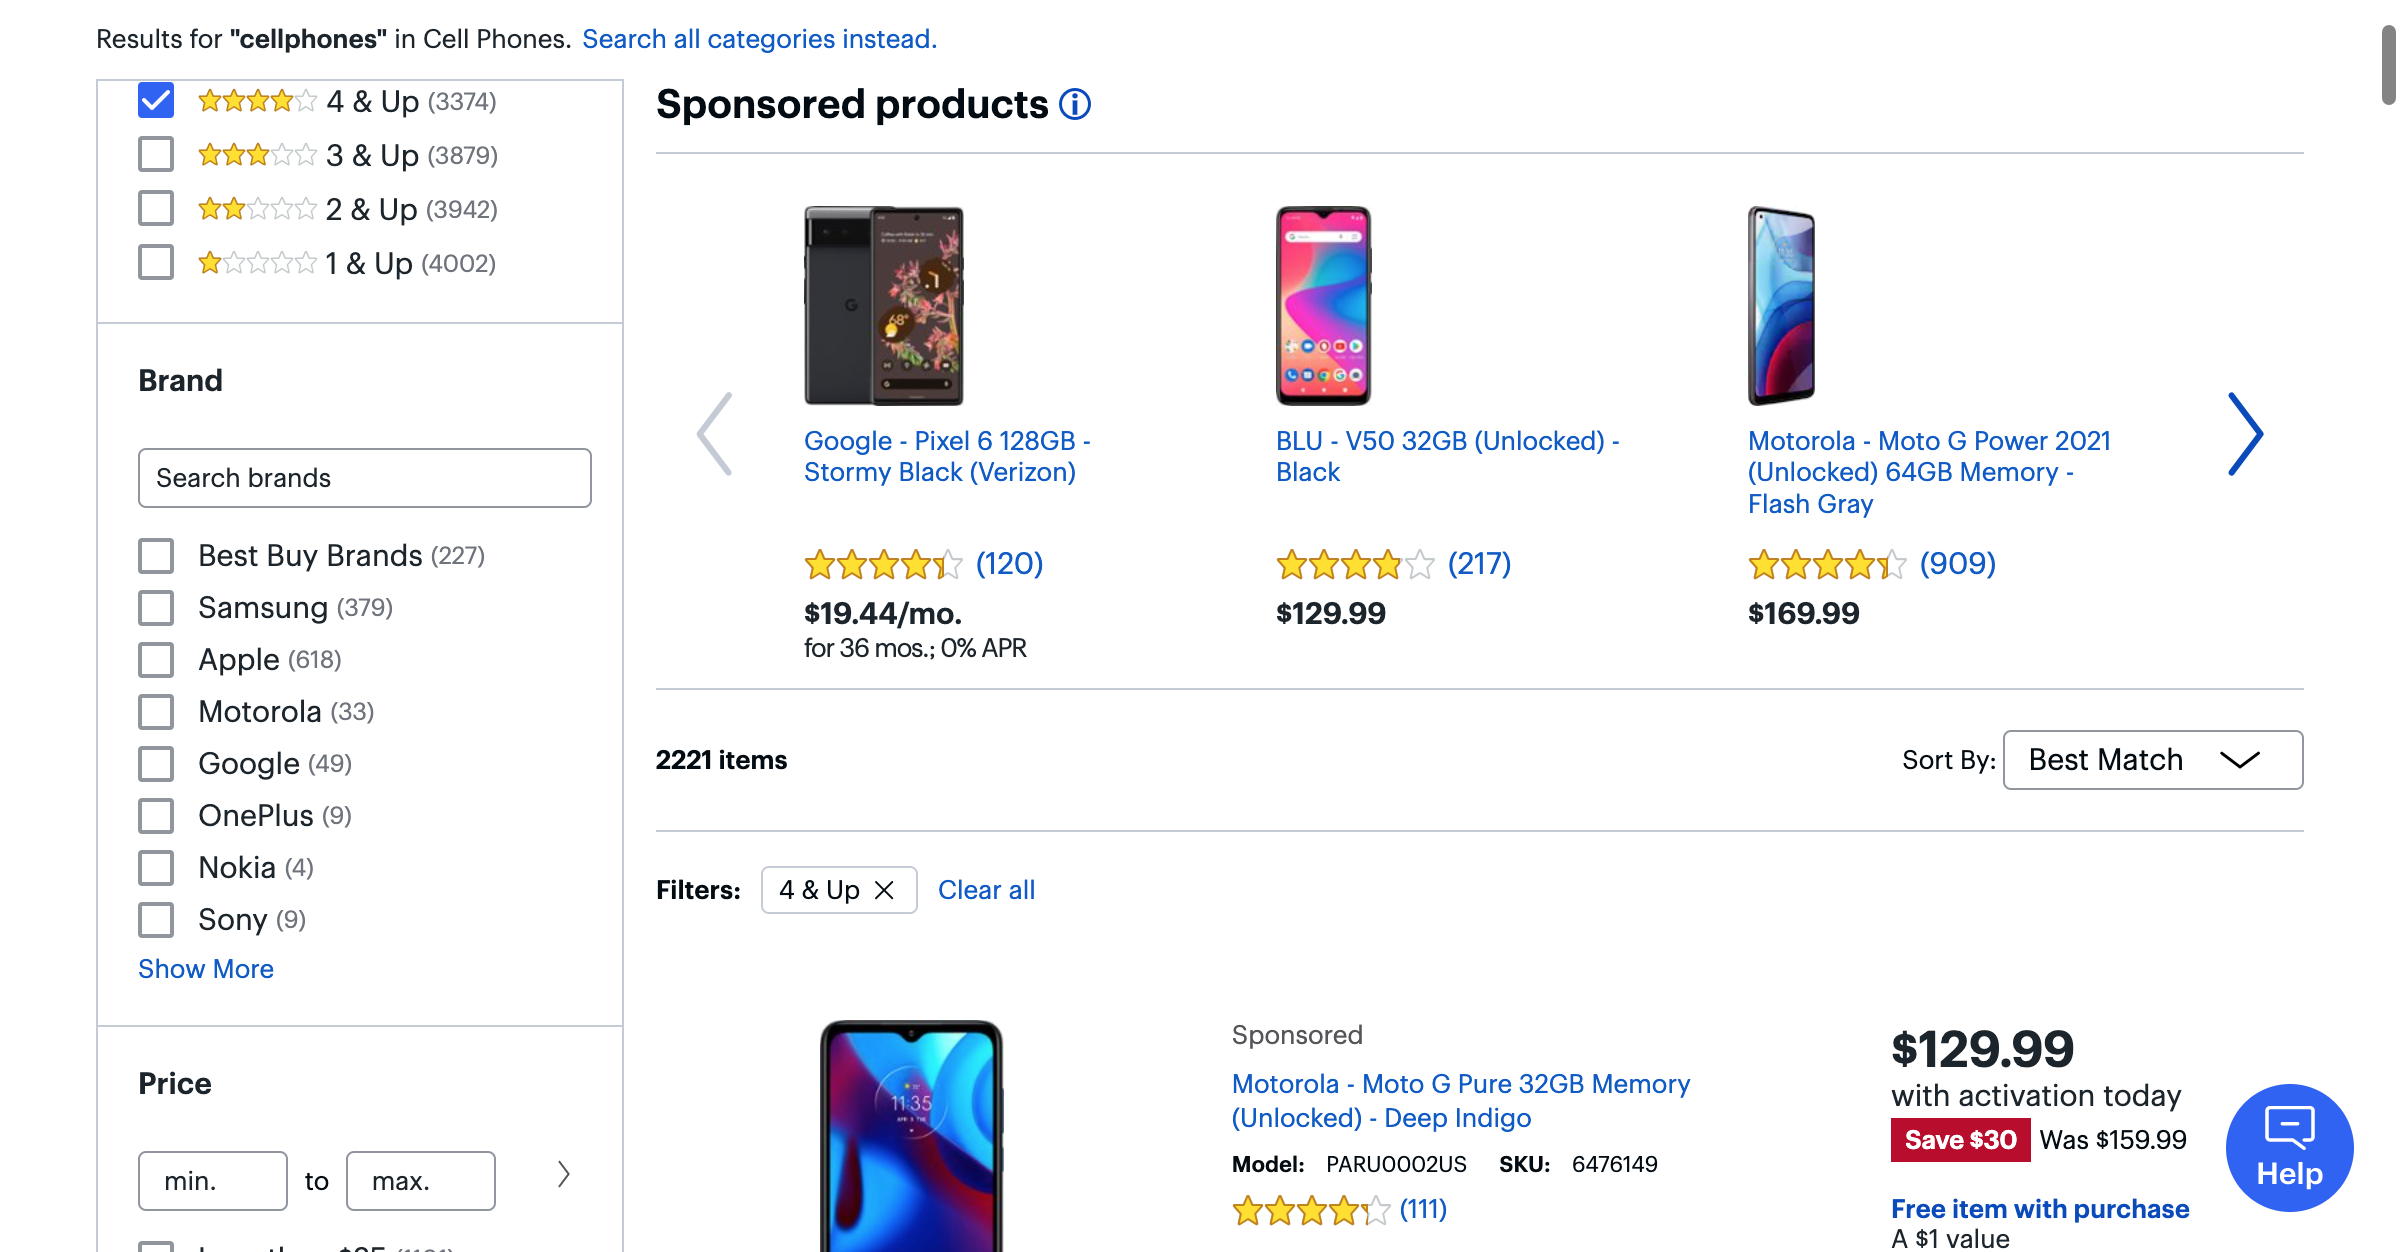 Results for "cellphones" in Cell Phones. Search all categories instead.
4 & Up (3374)
3 & Up (3879)
2 & Up (3942)
1 & Up (4002)
Brand
Search brands
Best Buy Brands (227)
Samsung (379)
Apple (618)
Motorola (33)
Google (49)
OnePlus (9)
Nokia (4)
Sony (9)
Show More
Price
min. to max.
Sponsored products
Google - Pixel 6 128GB -
Stormy Black (Verizon)
(120)
$19.44/mo.
for 36 mos.; 0% APR
BLU - V50 32GB (Unlocked) -
Black
(217)
$129.99
Motorola - Moto G Power 2021
(Unlocked) 64GB Memory -
Flash Gray
(909)
$169.99
2221 items
Sort By: Best Match
Filters: 4 & Up Clear all
11:35
Sponsored
Motorola - Moto G Pure 32GB Memory
(Unlocked) - Deep Indigo
Model: PARU0002US SKU: 6476149
(111)
$129.99
with activation today
Save $30 Was $159.99
Free item with purchase
A $1 value
Help